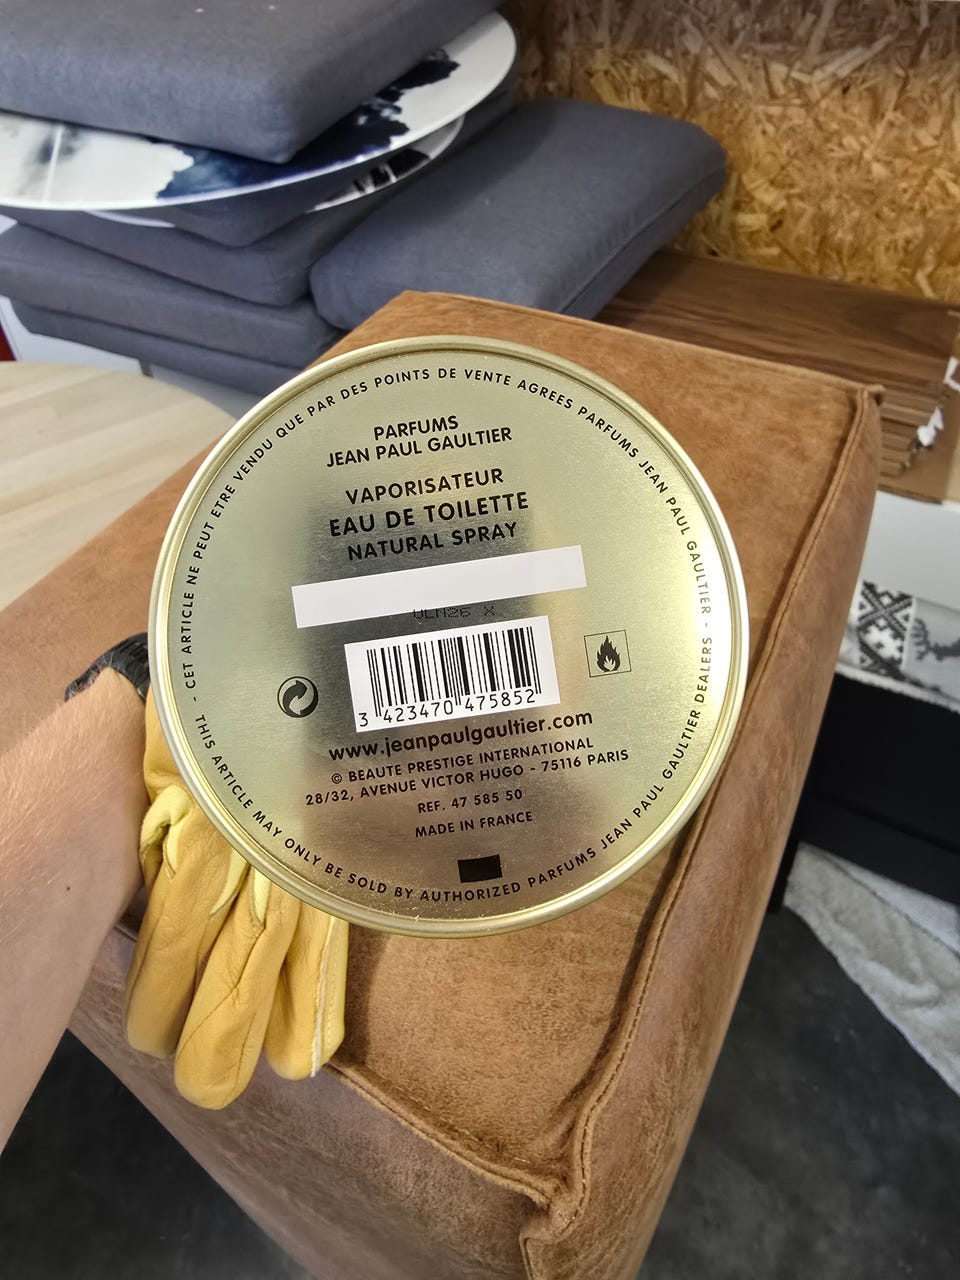 - CET ARTICLE NE PEUT ETRE VENDU QUE PAR DES POINTS DE VENTE AGREES PARFUMS JEAN PAUL GAULTIER -
PARFUMS
JEAN PAUL GAULTIER
VAPORISATEUR
EAU DE TOILETTE
NATURAL SPRAY
3 423470 475852
www.jeanpaulgaultier.com
© BEAUTE PRESTIGE INTERNATIONAL
28/32, AVENUE VICTOR HUGO - 75116 PARIS
REF. 47 585 50
MADE IN FRANCE
THIS ARTICLE MAY ONLY BE SOLD BY AUTHORIZED PARFUMS JEAN PAUL GAULTIER DEALERS